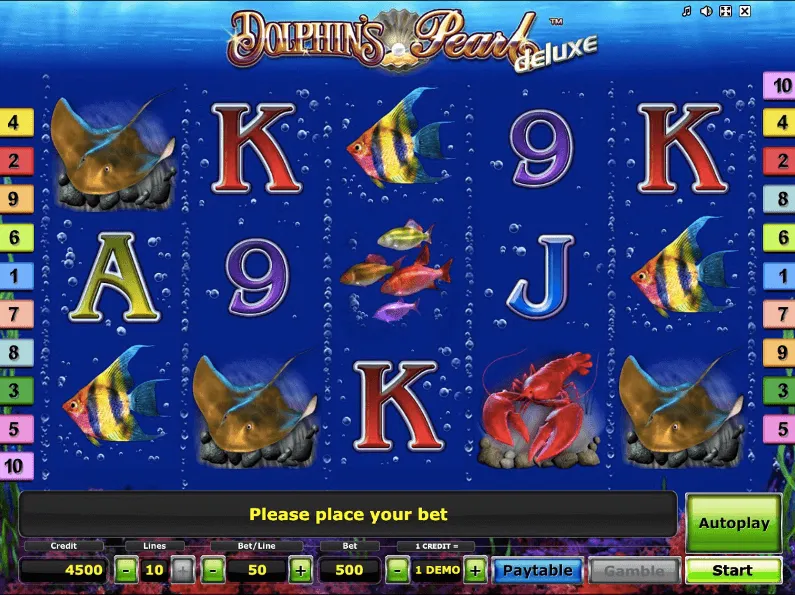 DOLPHIN'S Pearl ™
deluxe
10
4 K 9 K 4
2 2
9 8
6 A 9 J 6
1 1
7 7
8 K 9
3 3
5 5
10
Please place your bet
Autoplay
Credit Lines Bet/Line Bet 1 CREDIT =
4500 - 10 + - 50 + 500 - 1 DEMO + Paytable Gamble Start